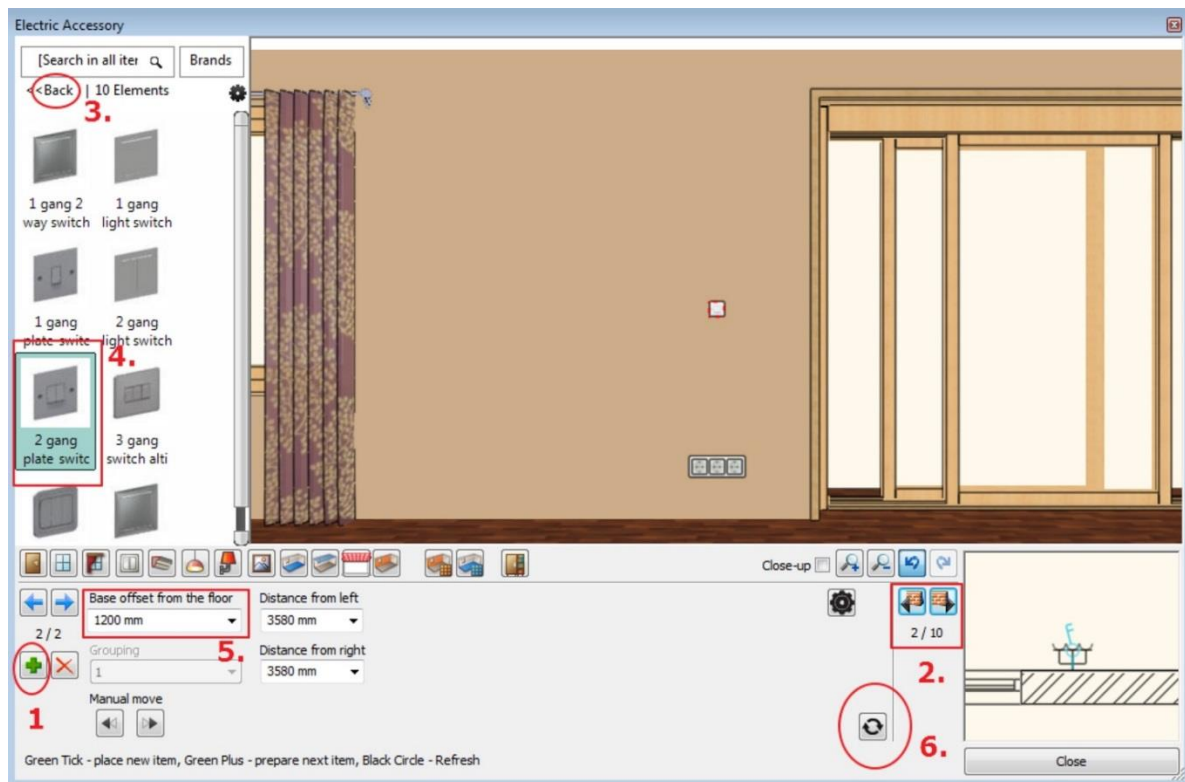 Electric Accessory
[Search in all iter
Brands
<<Back | 10 Elements
3.
1 gang 2
way switch
1 gang
light switch
1 gang
plate switc
2 gang
light switch
4.
2 gang
plate switc
3 gang
switch alti
Close-up
Base offset from the floor
1200 mm
Distance from left
3580 mm
2 / 2
2 / 10
5.
Grouping
1
Distance from right
3580 mm
2.
1
Manual move
6.
Green Tick - place new item, Green Plus - prepare next item, Black Circle - Refresh
Close